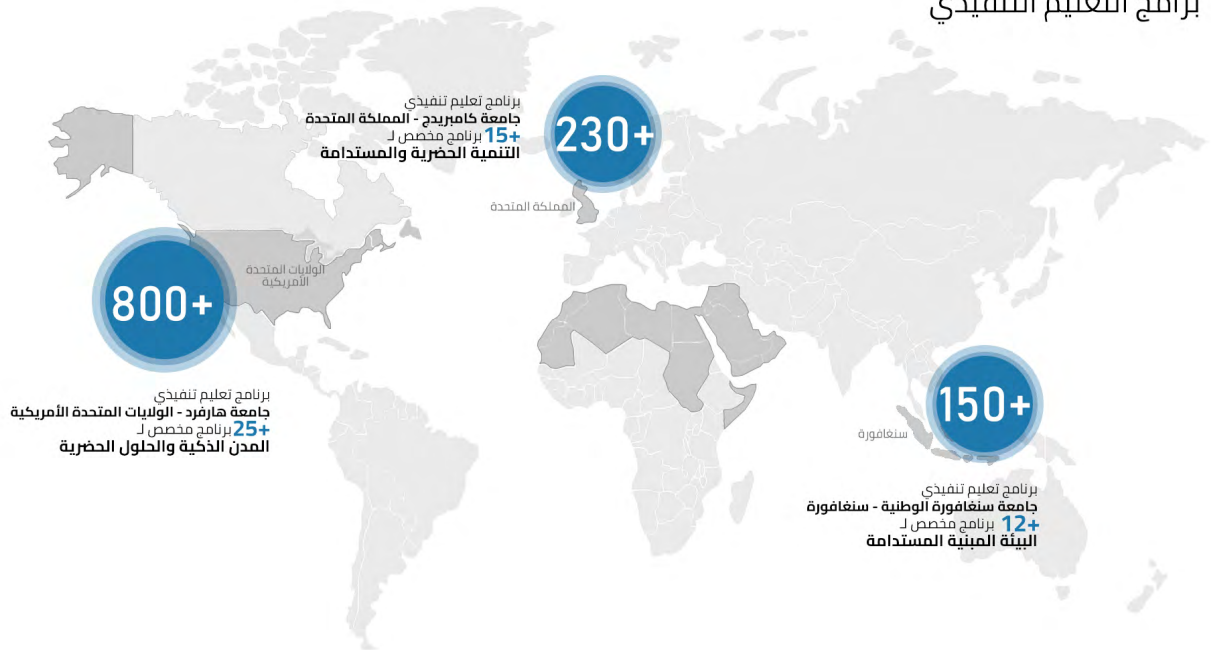 برامج التعليم التنفيذي
230+
برنامج تعليم تنفيذي
جامعة كامبريدج - المملكة المتحدة
+15 برنامج مخصص لـ
التنمية الحضرية والمستدامة
المملكة المتحدة
الولايات المتحدة
الأمريكية
800+
برنامج تعليم تنفيذي
جامعة هارفرد - الولايات المتحدة الأمريكية
+25 برنامج مخصص لـ
المدن الذكية والحلول الحضرية
150+
سنغافورة
برنامج تعليم تنفيذي
جامعة سنغافورة الوطنية - سنغافورة
+12 برنامج مخصص لـ
البيئة المبنية المستدامة